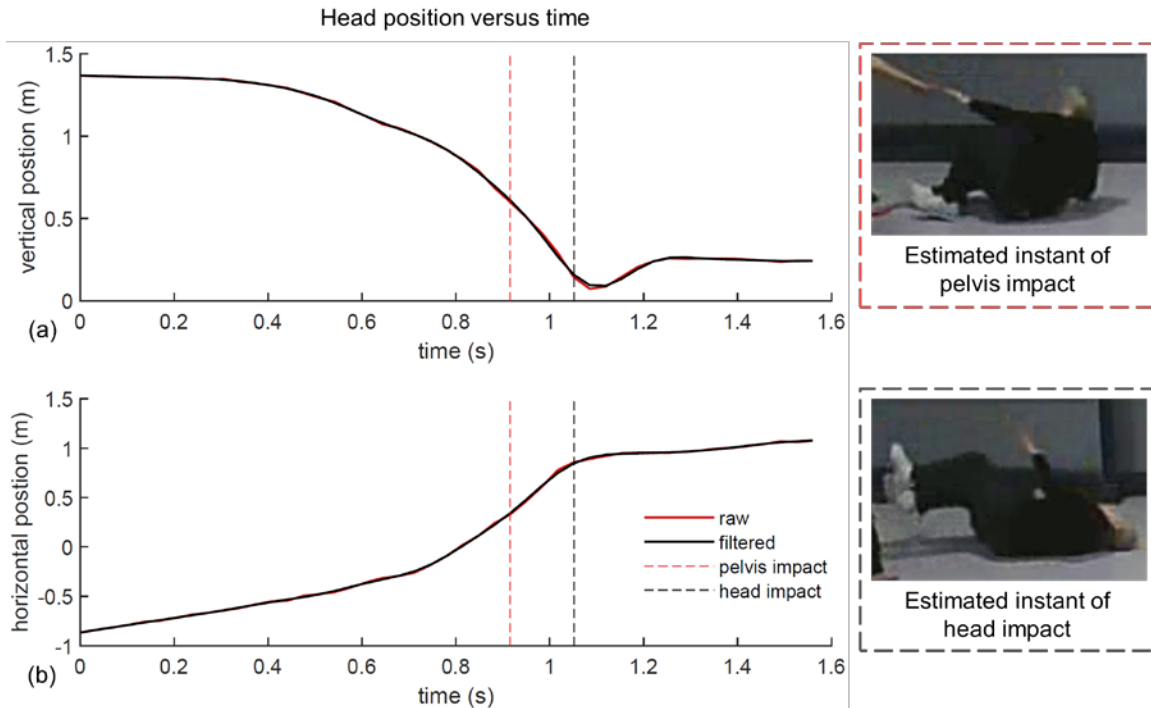 Head position versus time
1.5
1
0.5
0
vertical postion (m)
(a)
0 0.2 0.4 0.6 0.8 1 1.2 1.4 1.6
time (s)
Estimated instant of
pelvis impact
1.5
1
0.5
0
-0.5
-1
horizontal postion (m)
raw
filtered
pelvis impact
head impact
(b)
0 0.2 0.4 0.6 0.8 1 1.2 1.4 1.6
time (s)
Estimated instant of
head impact